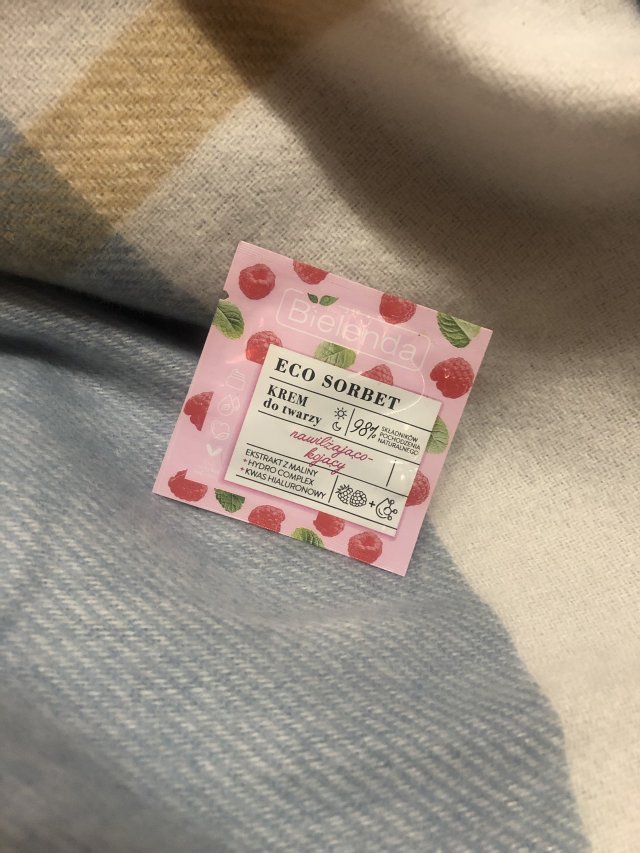 Bielenda
ECO SORBET
KREM
do twarzy
98%
SKŁADNIKÓW
POCHODZENIA
NATURALNEGO
nawilżająco-
kojący
EKSTRAKT Z MALINY
+ HYDRO COMPLEX
+ KWAS HIALURONOWY